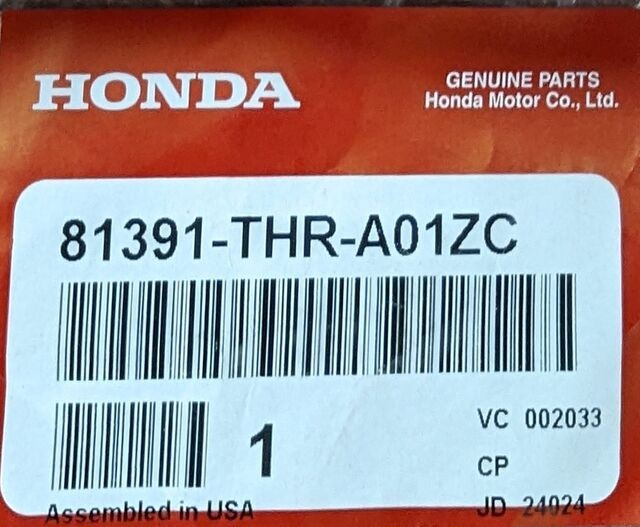 HONDA
GENUINE PARTS
Honda Motor Co., Ltd.
81391-THR-A01ZC
1
VC 002033
CP
Assembled in USA
JD 24024